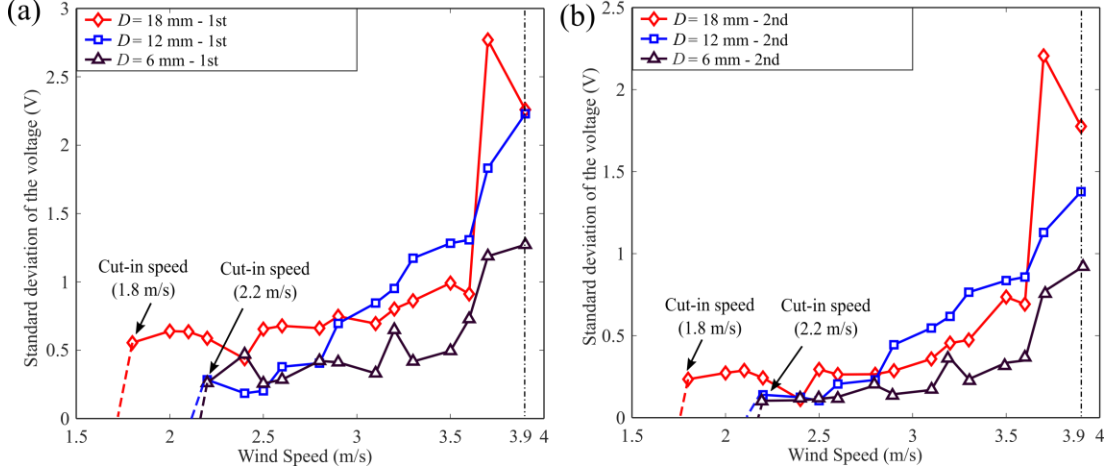 (a)
D = 18 mm - 1st
D = 12 mm - 1st
D = 6 mm - 1st
Standard deviation of the voltage (V)
3
2.5
2
1.5
1
0.5
0
Cut-in speed
(1.8 m/s)
Cut-in speed
(2.2 m/s)
1.5
2
2.5
3
3.5
3.9
4
Wind Speed (m/s)
(b)
D = 18 mm - 2nd
D = 12 mm - 2nd
D = 6 mm - 2nd
Standard deviation of the voltage (V)
2.5
2
1.5
1
0.5
0
Cut-in speed
(1.8 m/s)
Cut-in speed
(2.2 m/s)
1.5
2
2.5
3
3.5
3.9
4
Wind Speed (m/s)